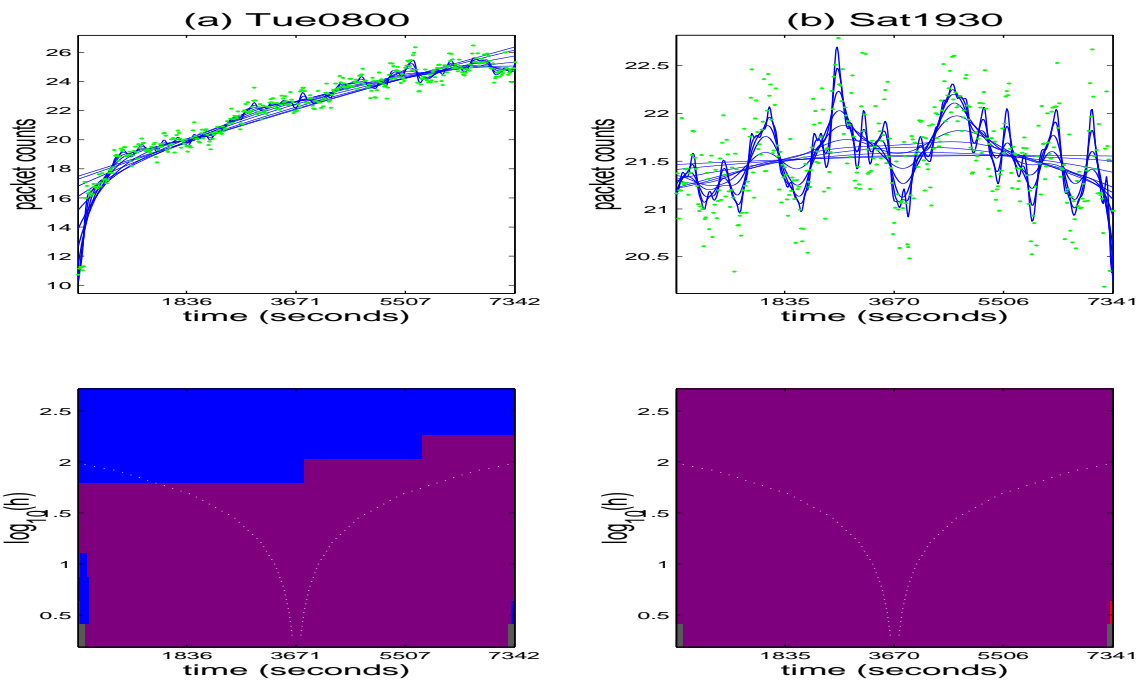 (a) Tue0800
26
24
22
20
18
16
14
12
10
packet counts
1836 3671 5507 7342
time (seconds)
(b) Sat1930
22.5
22
21.5
21
20.5
packet counts
1835 3670 5506 7341
time (seconds)
2.5
2
1.5
1
0.5
log10(h)
1836 3671 5507 7342
time (seconds)
2.5
2
1.5
1
0.5
log10(h)
1835 3670 5506 7341
time (seconds)